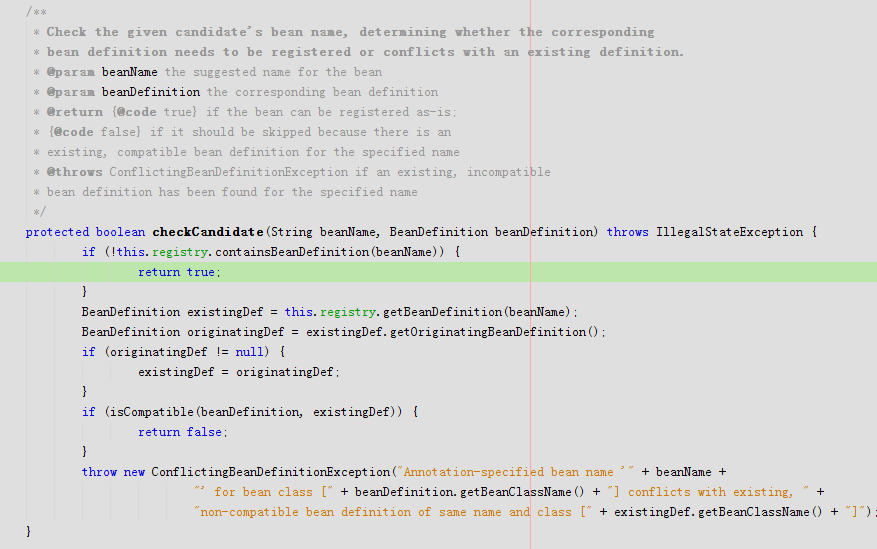 /**
 * Check the given candidate's bean name, determining whether the corresponding
 * bean definition needs to be registered or conflicts with an existing definition.
 * @param beanName the suggested name for the bean
 * @param beanDefinition the corresponding bean definition
 * @return {@code true} if the bean can be registered as-is;
 * {@code false} if it should be skipped because there is an
 * existing, compatible bean definition for the specified name
 * @throws ConflictingBeanDefinitionException if an existing, incompatible
 * bean definition has been found for the specified name
 */
protected boolean checkCandidate(String beanName, BeanDefinition beanDefinition) throws IllegalStateException {
if (!this.registry.containsBeanDefinition(beanName)) {
return true;
}
BeanDefinition existingDef = this.registry.getBeanDefinition(beanName);
BeanDefinition originatingDef = existingDef.getOriginatingBeanDefinition();
if (originatingDef != null) {
existingDef = originatingDef;
}
if (isCompatible(beanDefinition, existingDef)) {
return false;
}
throw new ConflictingBeanDefinitionException("Annotation-specified bean name '" + beanName +
"' for bean class [" + beanDefinition.getBeanClassName() + "] conflicts with existing, " +
"non-compatible bean definition of same name and class [" + existingDef.getBeanClassName() + "]");
}